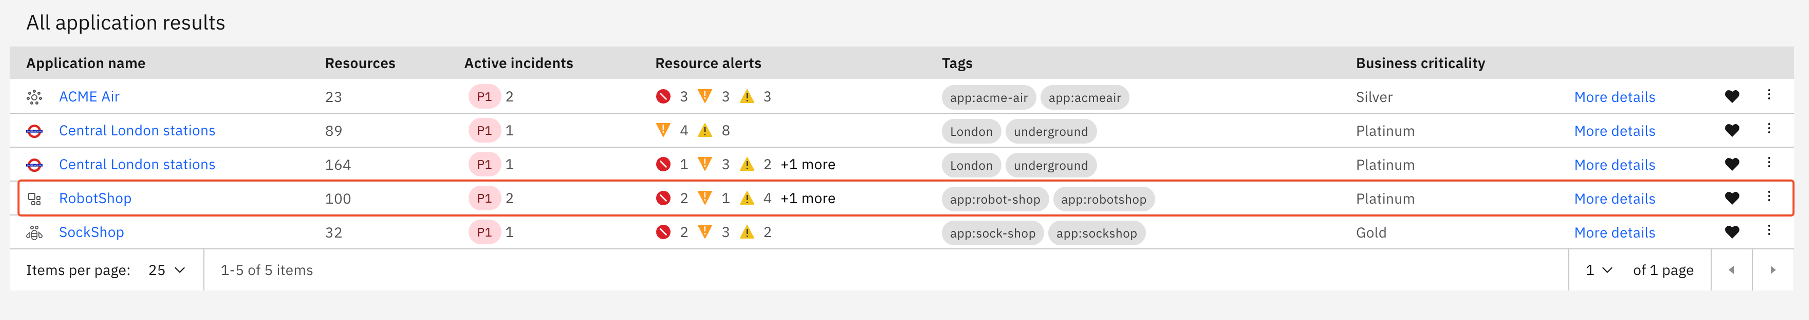 All application results
Application name Resources Active incidents Resource alerts Tags Business criticality
ACME Air 23 P1 2 3 3 3 app:acme-air app:acmeair Silver More details
Central London stations 89 P1 1 4 8 London underground Platinum More details
Central London stations 164 P1 1 1 3 2 +1 more London underground Platinum More details
RobotShop 100 P1 2 2 1 4 +1 more app:robot-shop app:robotshop Platinum More details
SockShop 32 P1 1 2 3 2 app:sock-shop app:sockshop Gold More details
Items per page: 25 1-5 of 5 items 1 of 1 page